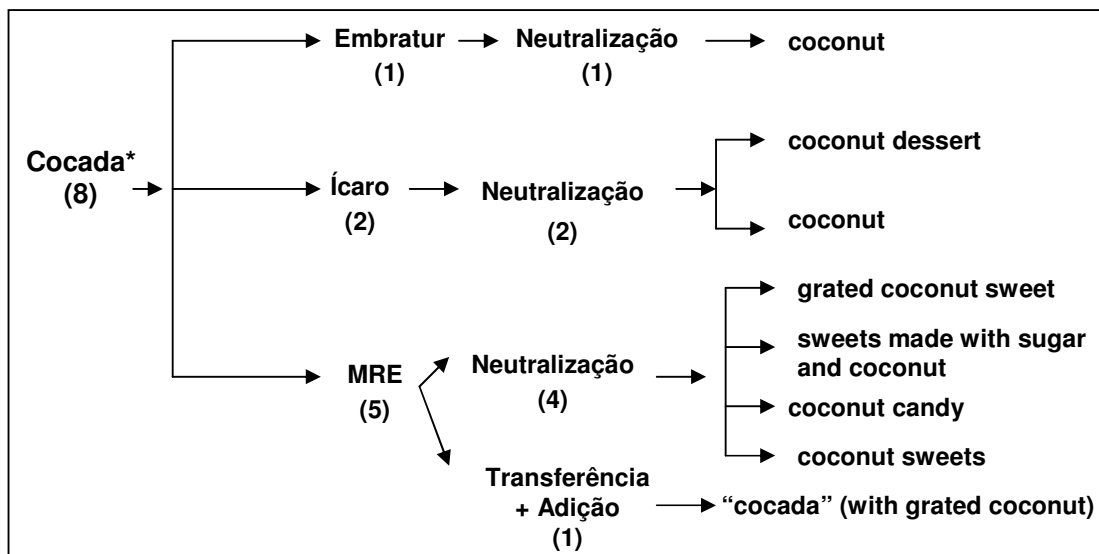 Embratur
(1)
Neutralização
(1)
coconut
Cocada*
(8)
Ícaro
(2)
Neutralização
(2)
coconut dessert
coconut
MRE
(5)
Neutralização
(4)
grated coconut sweet
sweets made with sugar
and coconut
coconut candy
coconut sweets
Transferência
+ Adição
(1)
“cocada” (with grated coconut)